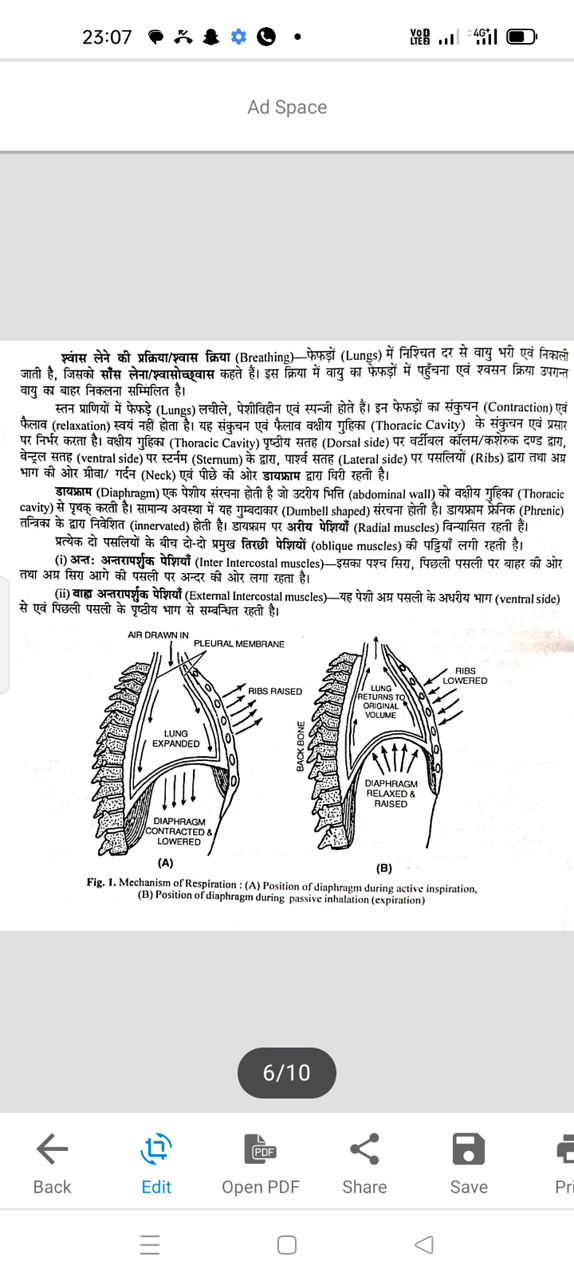 23:07
Vo) LTE2 4G+
Ad Space
श्वांस लेने की प्रक्रिया/श्वास क्रिया (Breathing)—फेफड़ों (Lungs) में निश्चित दर से वायु भरी एवं निकाली
जाती है, जिसको साँस लेना/श्वासोच्छ्वास कहते हैं। इस क्रिया में वायु का फेफड़ों में पहुँचना एवं श्वसन क्रिया उपरान्त
वायु का बाहर निकलना सम्मिलित है।
स्तन प्राणियों में फेफड़े (Lungs) लचीले, पेशीविहीन एवं स्पन्जी होते हैं। इन फेफड़ों का संकुचन (Contraction) एवं
फैलाव (relaxation) स्वयं नहीं होता है। यह संकुचन एवं फैलाव वक्षीय गुहिका (Thoracic Cavity) के संकुचन एवं प्रसार
पर निर्भर करता है। वक्षीय गुहिका (Thoracic Cavity) पृष्ठीय सतह (Dorsal side) पर वर्टीबल कॉलम/कशेरुक दण्ड द्वारा,
वेन्ट्रल सतह (ventral side) पर स्टर्नम (Sternum) के द्वारा, पार्श्व सतह (Lateral side) पर पसलियों (Ribs) द्वारा तथा अग्र
भाग की ओर ग्रीवा/ गर्दन (Neck) एवं पीछे की ओर डायफ्राम द्वारा घिरी रहती है।
डायफ्राम (Diaphragm) एक पेशीय संरचना होती है जो उदरीय भित्ति (abdominal wall) को वक्षीय गुहिका (Thoracic
cavity) से पृथक् करती है। सामान्य अवस्था में यह गुम्बदाकार (Dumbell shaped) संरचना होती है। डायफ्राम फ्रेनिक (Phrenic)
तन्त्रिका के द्वारा निवेशित (innervated) होती है। डायफ्राम पर अरीय पेशियाँ (Radial muscles) विन्यासित रहती हैं।
प्रत्येक दो पसलियों के बीच दो-दो प्रमुख तिरछी पेशियों (oblique muscles) की पट्टियाँ लगी रहती है।
(i) अन्तः अन्तरापर्शुक पेशियाँ (Inter Intercostal muscles)—इसका पश्च सिरा, पिछली पसली पर बाहर की ओर
तथा अग्र सिरा आगे की पसली पर अन्दर की ओर लगा रहता है।
(ii) वाह्य अन्तरापर्शुक पेशियाँ (External Intercostal muscles)—यह पेशी अग्र पसली के अधरीय भाग (ventral side)
से एवं पिछली पसली के पृष्ठीय भाग से सम्बन्धित रहती है।
AIR DRAWN IN
PLEURAL MEMBRANE
RIBS RAISED
LUNG
EXPANDED
DIAPHRAGM
CONTRACTED &
LOWERED
(A)
RIBS
LOWERED
LUNG
RETURNS TO
ORIGINAL
VOLUME
BACK BONE
DIAPHRAGM
RELAXED &
RAISED
(B)
Fig. 1. Mechanism of Respiration : (A) Position of diaphragm during active inspiration,
(B) Position of diaphragm during passive inhalation (expiration)
6/10
Back
Edit
PDF
Open PDF
Share
Save
Pri